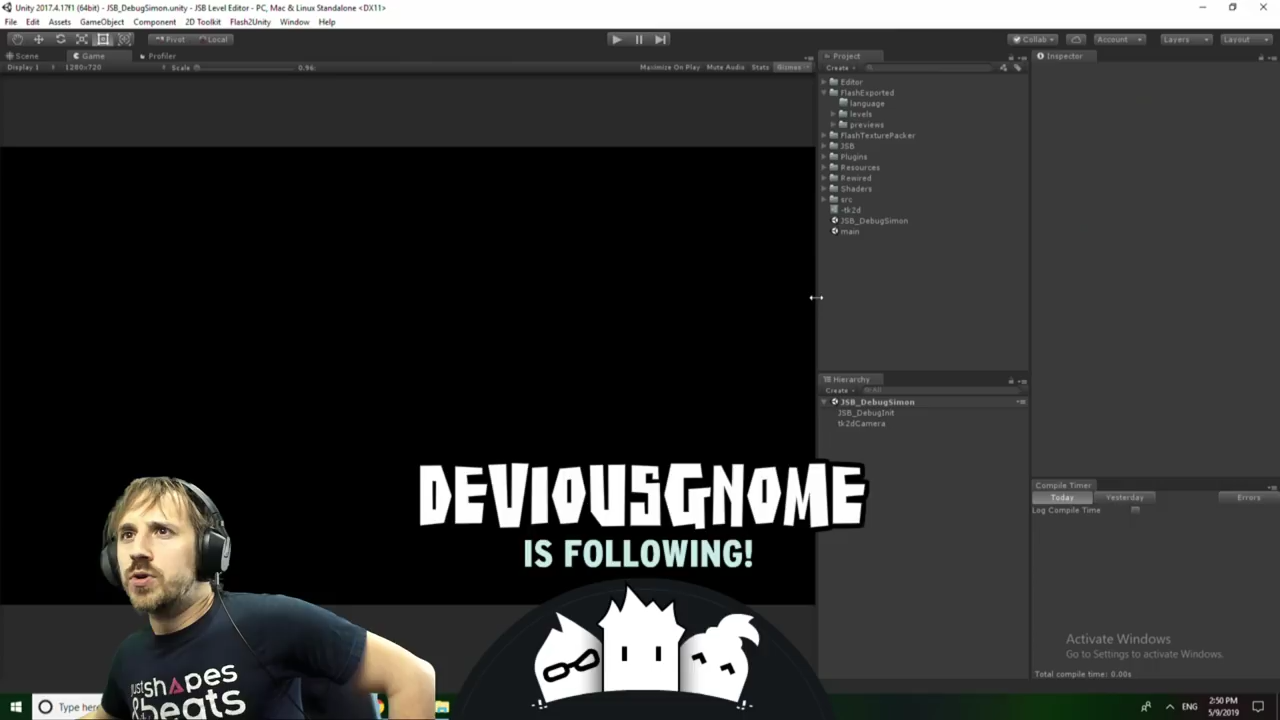 Unity 2017.4.17f1 (64bit) - JSB_DebugSimon.unity - JSB Level Editor - PC, Mac & Linux Standalone <DX11>
File Edit Assets GameObject Component 2D Toolkit Flash2Unity Window Help
Pivot Local
Collab Account Layers Layout
Scene Game Profiler
Display 1 1280x720 Scale 0.96 Maximize On Play Mute Audio Stats Gizmos
Project
Create
Editor
FlashExported
language
levels
previews
FlashTexturePacker
JSB
Plugins
Resources
Rewired
Shaders
src
-tk2d
JSB_DebugSimon
main
Inspector
Hierarchy
Create All
JSB_DebugSimon
JSB_DebugInit
tk2dCamera
Compile Timer
Today Yesterday Errors
Log Compile Time
DEVIOUSGNOME
IS FOLLOWING!
just SHAPES
& beats
Activate Windows
Go to Settings to activate Windows.
Total compile time: 0.00s
Type here
ENG
2:50 PM
5/9/2019